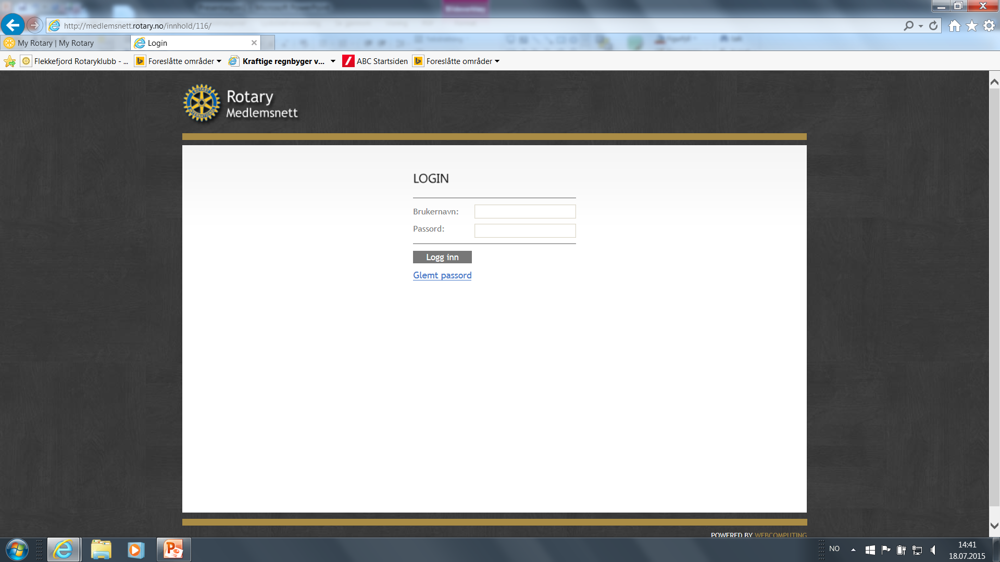 http://medlemsnett.rotary.no/innhold/116/
My Rotary | My Rotary
Login
Flekkefjord Rotaryklubb - ...
Foreslåtte områder
Kraftige regnbyger v...
ABC Startsiden
Foreslåtte områder
Rotary
Medlemsnett
LOGIN
Brukernavn:
Passord:
Logg inn
Glemt passord
POWERED BY WEBCOMPUTING
NO
14:41
18.07.2015